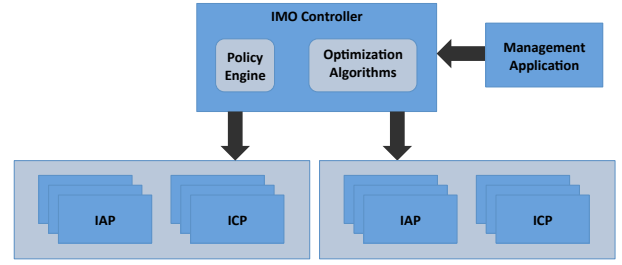 IMO Controller
Policy
Engine
Optimization
Algorithms
Management
Application
IAP
ICP
IAP
ICP